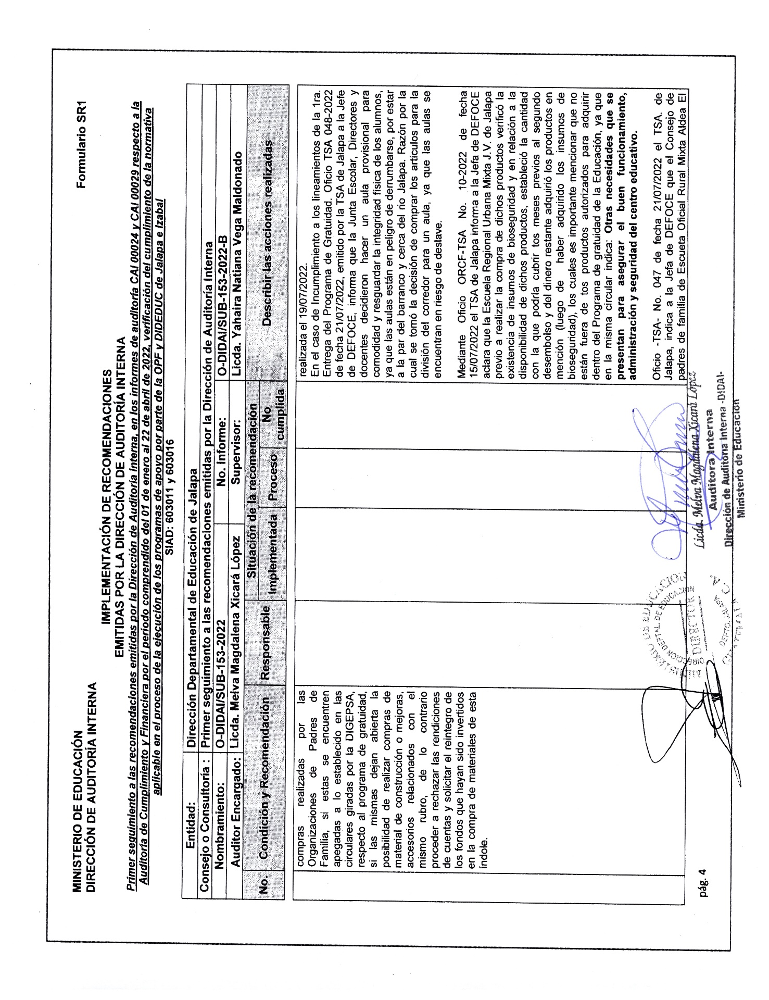 MINISTERIO DE EDUCACIÓN
DIRECCIÓN DE AUDITORÍA INTERNA
Formulario SR1
IMPLEMENTACIÓN DE RECOMENDACIONES
EMITIDAS POR LA DIRECCIÓN DE AUDITORÍA INTERNA
Primer seguimiento a las recomendaciones emitidas por la Dirección de Auditoría Interna, en los informes de auditoría CAI 00024 y CAI 00029 respecto a la
Auditoría de Cumplimiento y Financiera por el período comprendido del 01 de enero al 22 de abril de 2022, verificación del cumplimiento de la normativa
aplicable en el proceso de la ejecución de los programas de apoyo por parte de la OPF y DIDEDUC de Jalapa e Izabal
SIAD: 603011 y 603016
Entidad: Dirección Departamental de Educación de Jalapa
Consejo o Consultoría : Primer seguimiento a las recomendaciones emitidas por la Dirección de Auditoría Interna
Nombramiento: O-DIDAI/SUB-153-2022 No. Informe: O-DIDAI/SUB-153-2022-B
Auditor Encargado: Licda. Melva Magdalena Xicará López Supervisor: Licda. Yahaira Natiana Vega Maldonado
No. Condición y Recomendación Responsable Situación de la recomendación Describir las acciones realizadas
Implementada Proceso No cumplida
compras realizadas por las
Organizaciones de Padres de
Familia, si estas se encuentren
apegadas a lo establecido en las
circulares giradas por la DIGEPSA,
respecto al programa de gratuidad,
si las mismas dejan abierta la
posibilidad de realizar compras de
material de construcción o mejoras,
accesorios relacionados con el
mismo rubro, de lo contrario
proceder a rechazar las rendiciones
de cuentas y solicitar el reintegro de
los fondos que hayan sido invertidos
en la compra de materiales de esta
índole.
realizada el 19/07/2022.
En el caso de Incumplimiento a los lineamientos de la 1ra.
Entrega del Programa de Gratuidad. Oficio TSA 048-2022
de fecha 21/07/2022, emitido por la TSA de Jalapa a la Jefe
de DEFOCE, informa que la Junta Escolar, Directores y
docentes decidieron hacer un aula provisional para
comodidad y resguardar la integridad física de los alumnos,
ya que las aulas están en peligro de derrumbarse, por estar
a la par del barranco y cerca del rio Jalapa. Razón por la
cual se tomó la decisión de comprar los artículos para la
división del corredor para un aula, ya que las aulas se
encuentran en riesgo de deslave.
Mediante Oficio ORCF-TSA No. 10-2022 de fecha
15/07/2022 el TSA de Jalapa informa a la Jefa de DEFOCE
aclara que la Escuela Regional Urbana Mixta J.V. de Jalapa
previo a realizar la compra de dichos productos verificó la
existencia de insumos de bioseguridad y en relación a la
disponibilidad de dichos productos, estableció la cantidad
con la que podría cubrir tos meses previos al segundo
desembolso y del dinero restante adquirió los productos en
mención (luego de haber adquirido los insumos de
bioseguridad), los cuales es importante mencionar que no
están fuera de tos productos autorizados para adquirir
dentro del Programa de gratuidad de la Educación, ya que
en la misma circular indica: Otras necesidades que se
presentan para asegurar el buen funcionamiento,
administración y seguridad del centro educativo.
Oficio -TSA- No. 047 de fecha 21/07/2022 el TSA. de
Jalapa, indica a la Jefa de DEFOCE que el Consejo de
padres de familia de Escueta Oficial Rural Mixta Aldea El
pág. 4
MINISTERIO DE EDUCACION
DIRECCION DEPTAL DE EDUCACION
DIRECTOR
DEPTO. JALAPA
GUATEMALA C. A.
Licda. Melva Magdalena Xicará López
Auditora Interna
Dirección de Auditoría Interna -DIDAI-
Ministerio de Educación